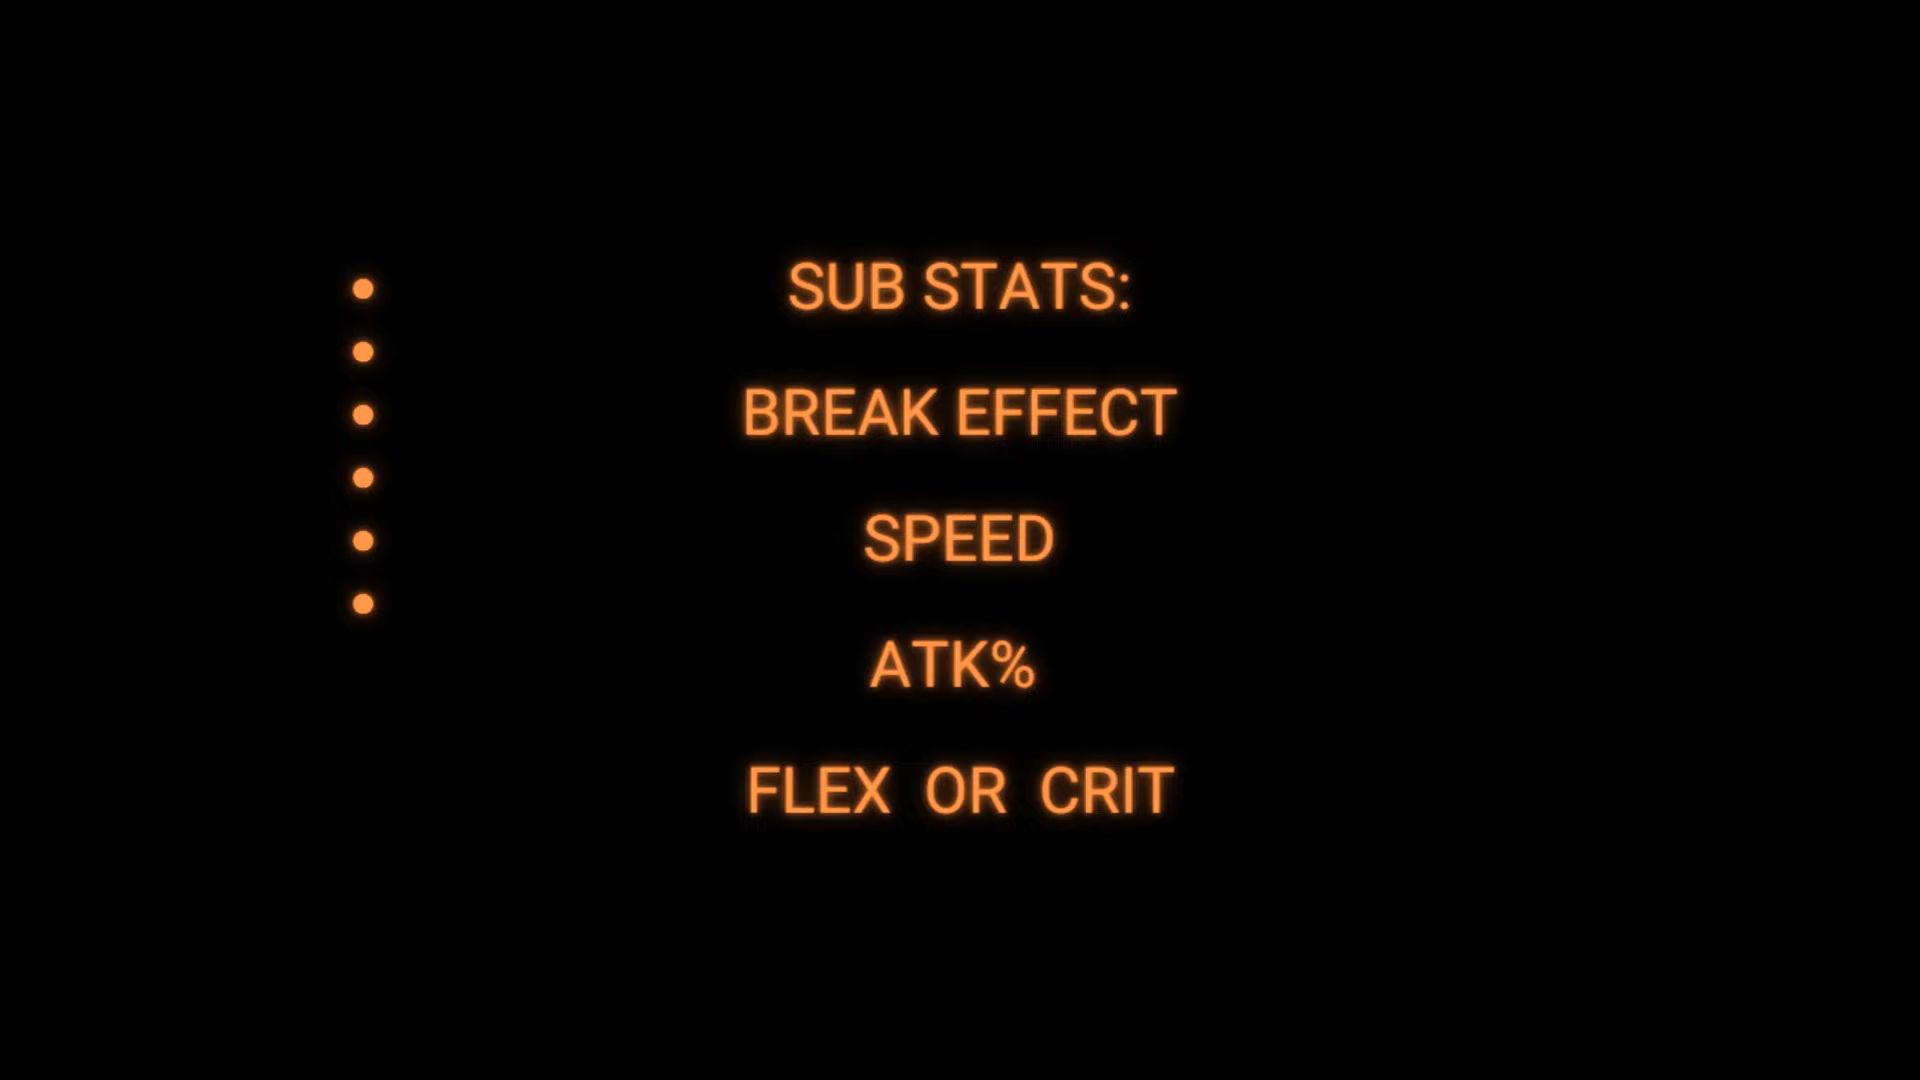 SUB STATS:
BREAK EFFECT
SPEED
ATK%
FLEX OR CRIT